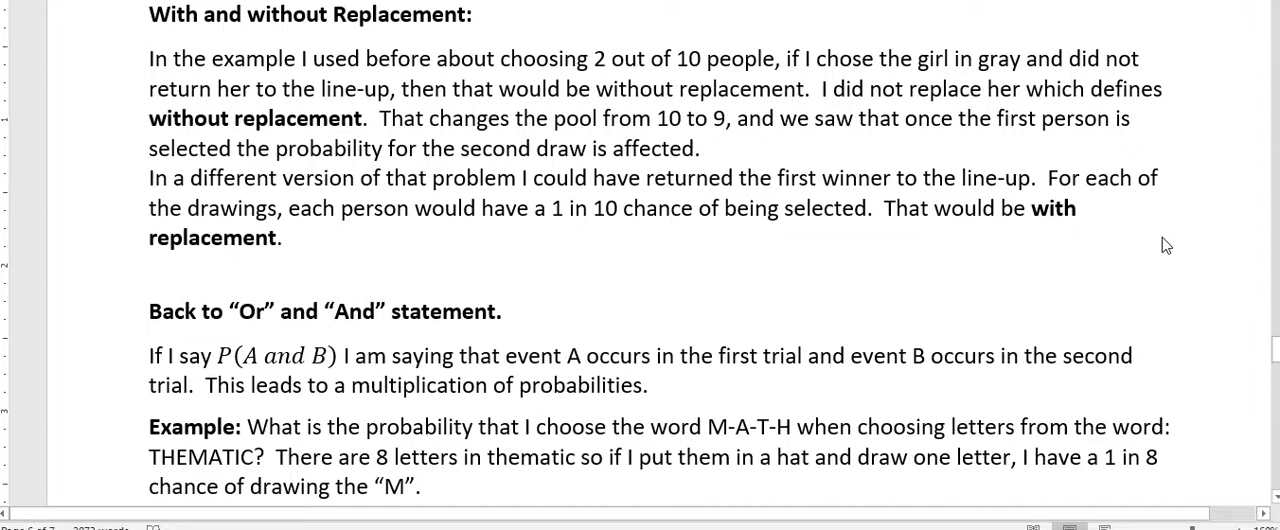 With and without Replacement:
In the example I used before about choosing 2 out of 10 people, if I chose the girl in gray and did not
return her to the line-up, then that would be without replacement.  I did not replace her which defines
without replacement.  That changes the pool from 10 to 9, and we saw that once the first person is
selected the probability for the second draw is affected.
In a different version of that problem I could have returned the first winner to the line-up.  For each of
the drawings, each person would have a 1 in 10 chance of being selected.  That would be with
replacement.
Back to “Or” and “And” statement.
If I say P(A and B) I am saying that event A occurs in the first trial and event B occurs in the second
trial.  This leads to a multiplication of probabilities.
Example: What is the probability that I choose the word M-A-T-H when choosing letters from the word:
THEMATIC?  There are 8 letters in thematic so if I put them in a hat and draw one letter, I have a 1 in 8
chance of drawing the “M”.